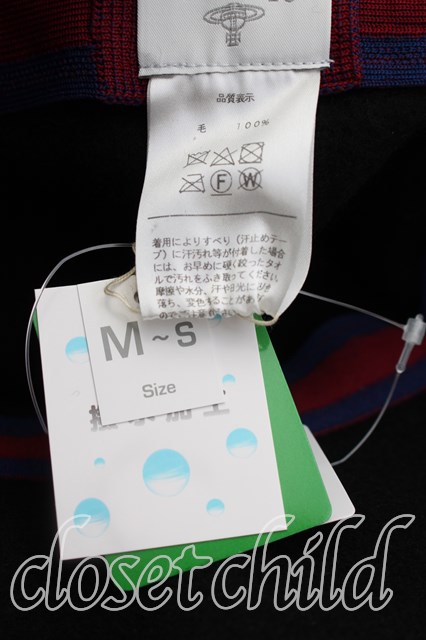 品質表示
毛 100%
F W
着用によりすべり（汗止めテー
プ）に汗汚れ等が付着した場合
には、お早めに硬く絞ったタオ
ルで汚れをふき取ってください。
摩擦や水分、汗や日光により色
落ち、変色することがあ
M~S
Size
closet child